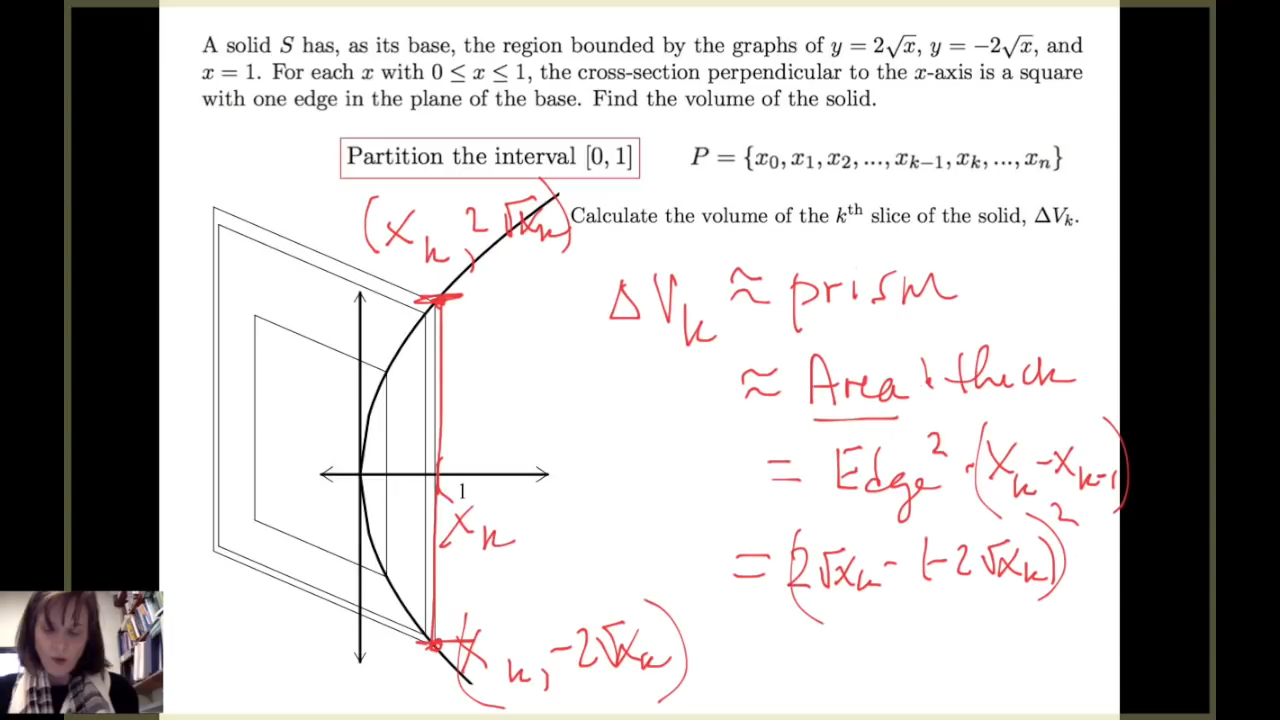 A solid S has, as its base, the region bounded by the graphs of y = 2√x, y = −2√x, and
x = 1. For each x with 0 ≤ x ≤ 1, the cross-section perpendicular to the x-axis is a square
with one edge in the plane of the base. Find the volume of the solid.
Partition the interval [0, 1]
P = {x₀, x₁, x₂, ..., xₖ₋₁, xₖ, ..., xₙ}
Calculate the volume of the kᵗʰ slice of the solid, ΔVₖ.
(xₖ, 2√xₖ)
ΔVₖ ≈ prism
≈ Area · thick
= Edge² · (xₖ − xₖ₋₁)
1
xₖ
= (2√xₖ − (−2√xₖ))²
(xₖ, −2√xₖ)